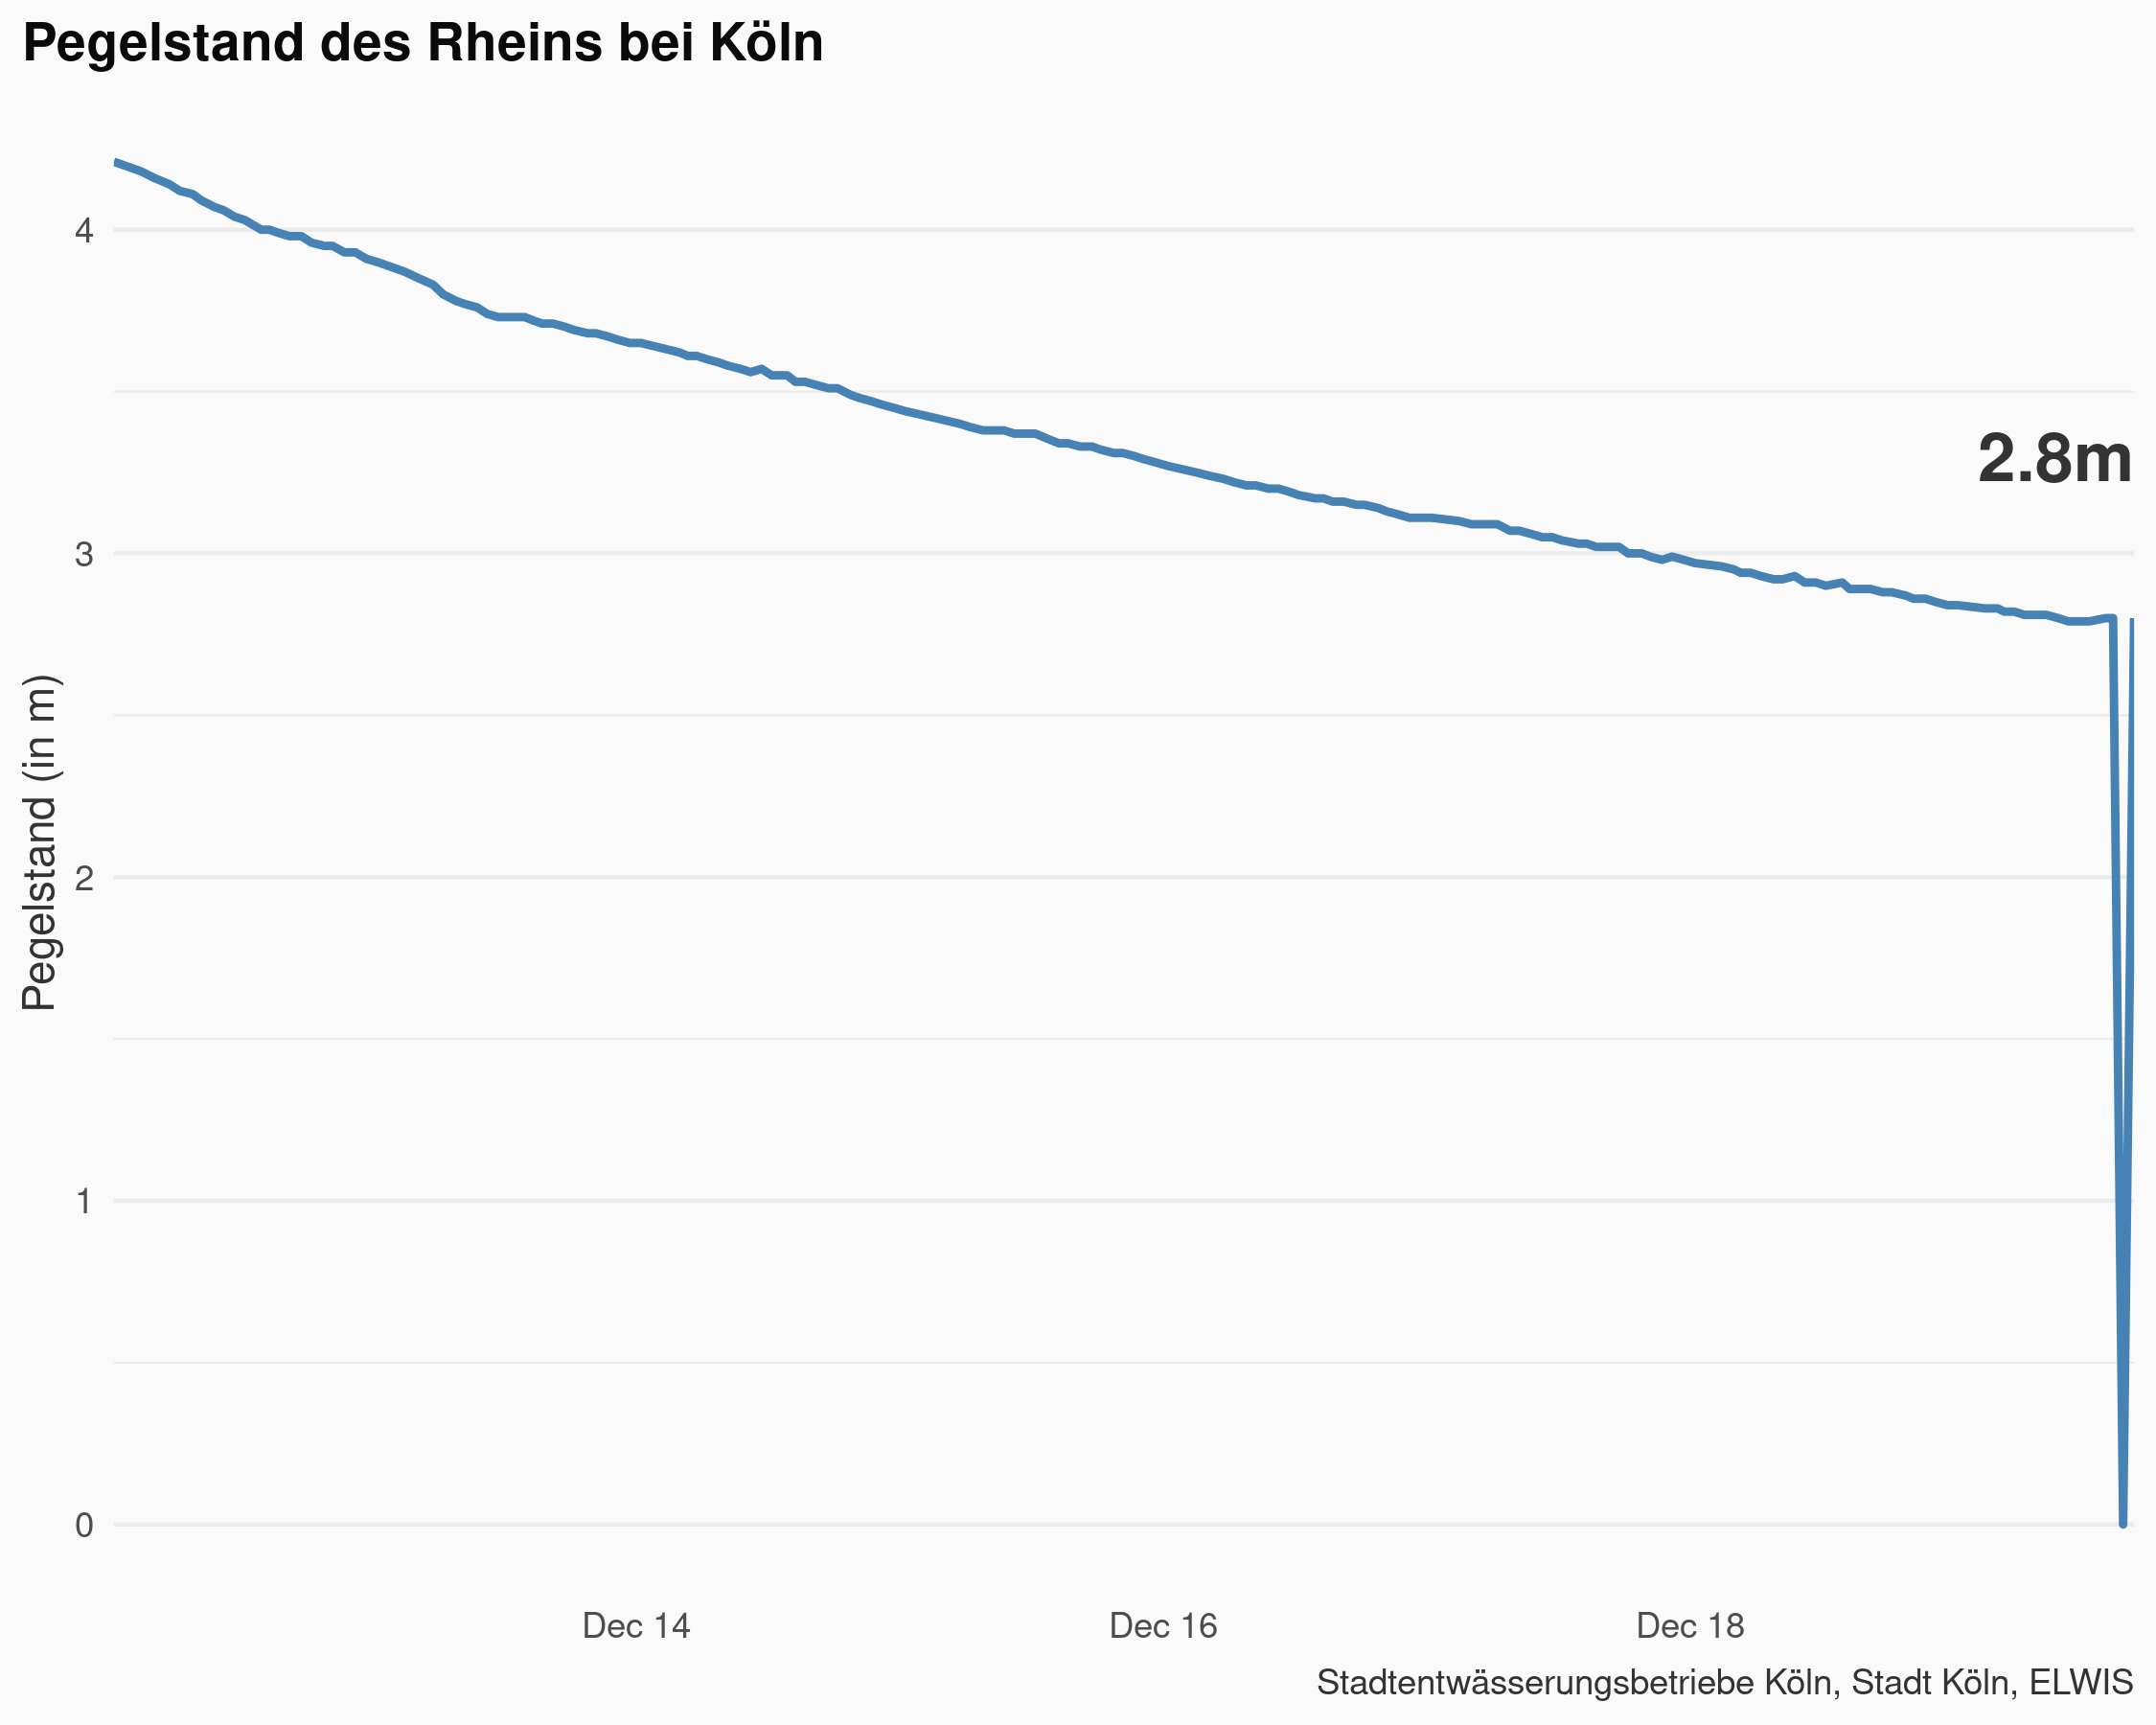 Pegelstand des Rheins bei Köln
Pegelstand (in m)
4
3
2
1
0
2.8m
Dec 14
Dec 16
Dec 18
Stadtentwässerungsbetriebe Köln, Stadt Köln, ELWIS